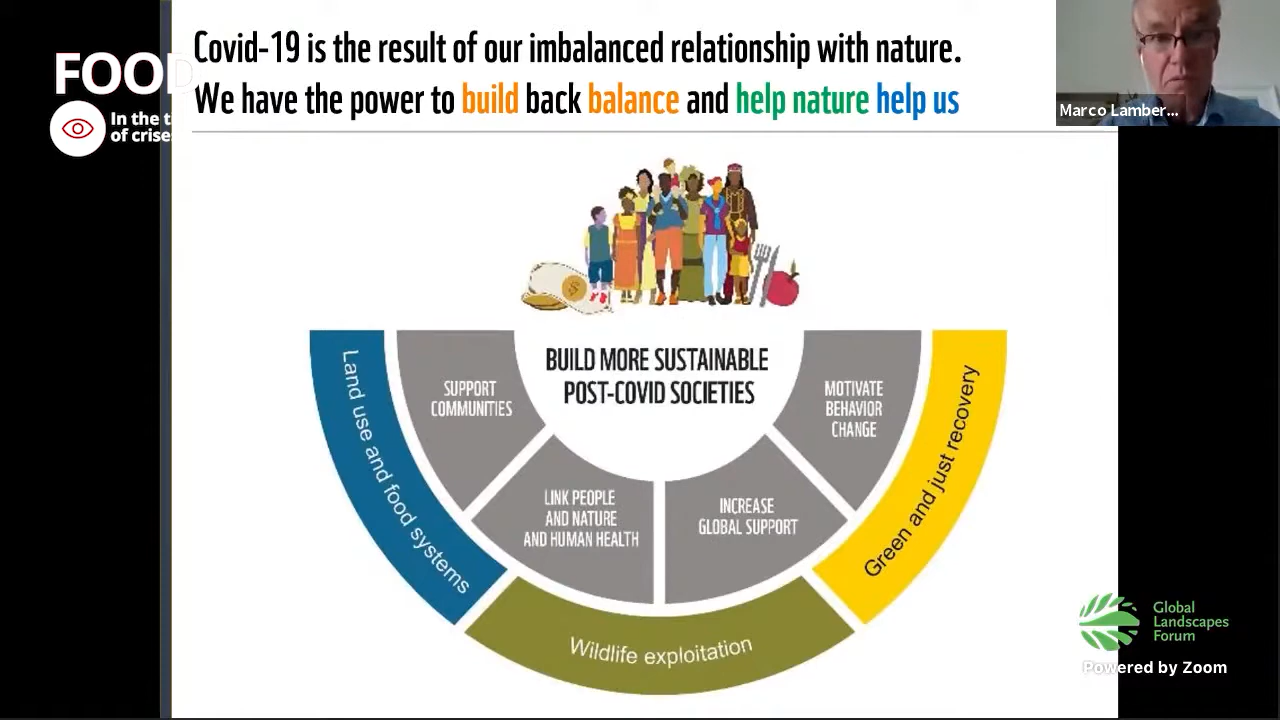 Covid-19 is the result of our imbalanced relationship with nature.
We have the power to build back balance and help nature help us
FOOD
In the t
of crise
Marco Lamber...
$
BUILD MORE SUSTAINABLE
POST-COVID SOCIETIES
SUPPORT
COMMUNITIES
LINK PEOPLE
AND NATURE
AND HUMAN HEALTH
INCREASE
GLOBAL SUPPORT
MOTIVATE
BEHAVIOR
CHANGE
Land use and food systems
Wildlife exploitation
Green and just recovery
Global
Landscapes
Forum
Powered by Zoom